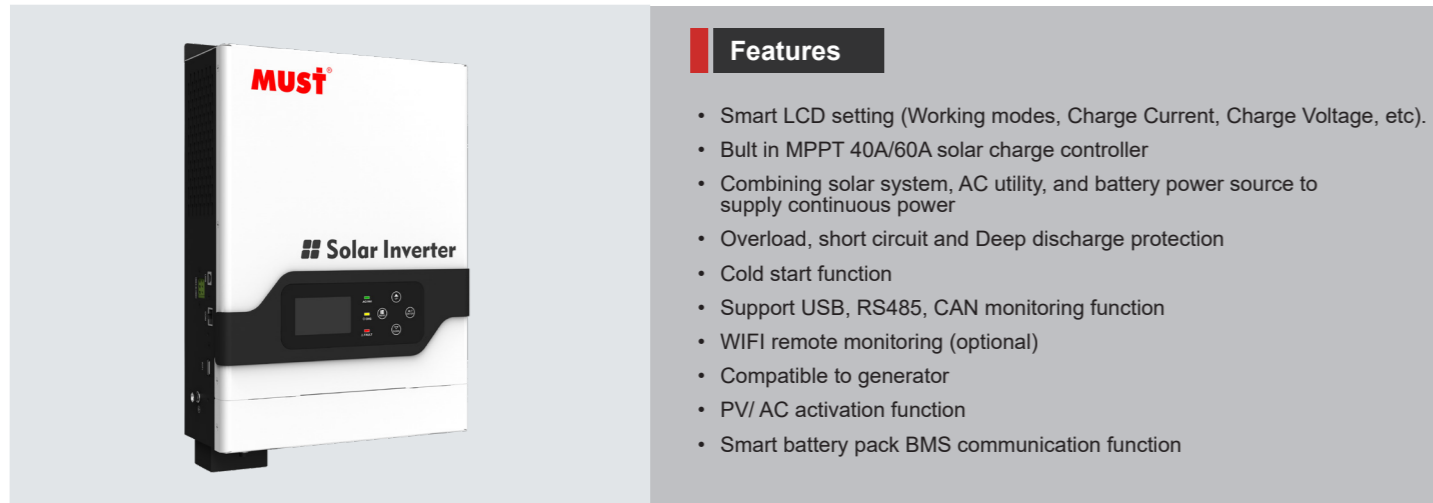 MUST®
Solar Inverter
Features
• Smart LCD setting (Working modes, Charge Current, Charge Voltage, etc).
• Bult in MPPT 40A/60A solar charge controller
• Combining solar system, AC utility, and battery power source to
supply continuous power
• Overload, short circuit and Deep discharge protection
• Cold start function
• Support USB, RS485, CAN monitoring function
• WIFI remote monitoring (optional)
• Compatible to generator
• PV/ AC activation function
• Smart battery pack BMS communication function